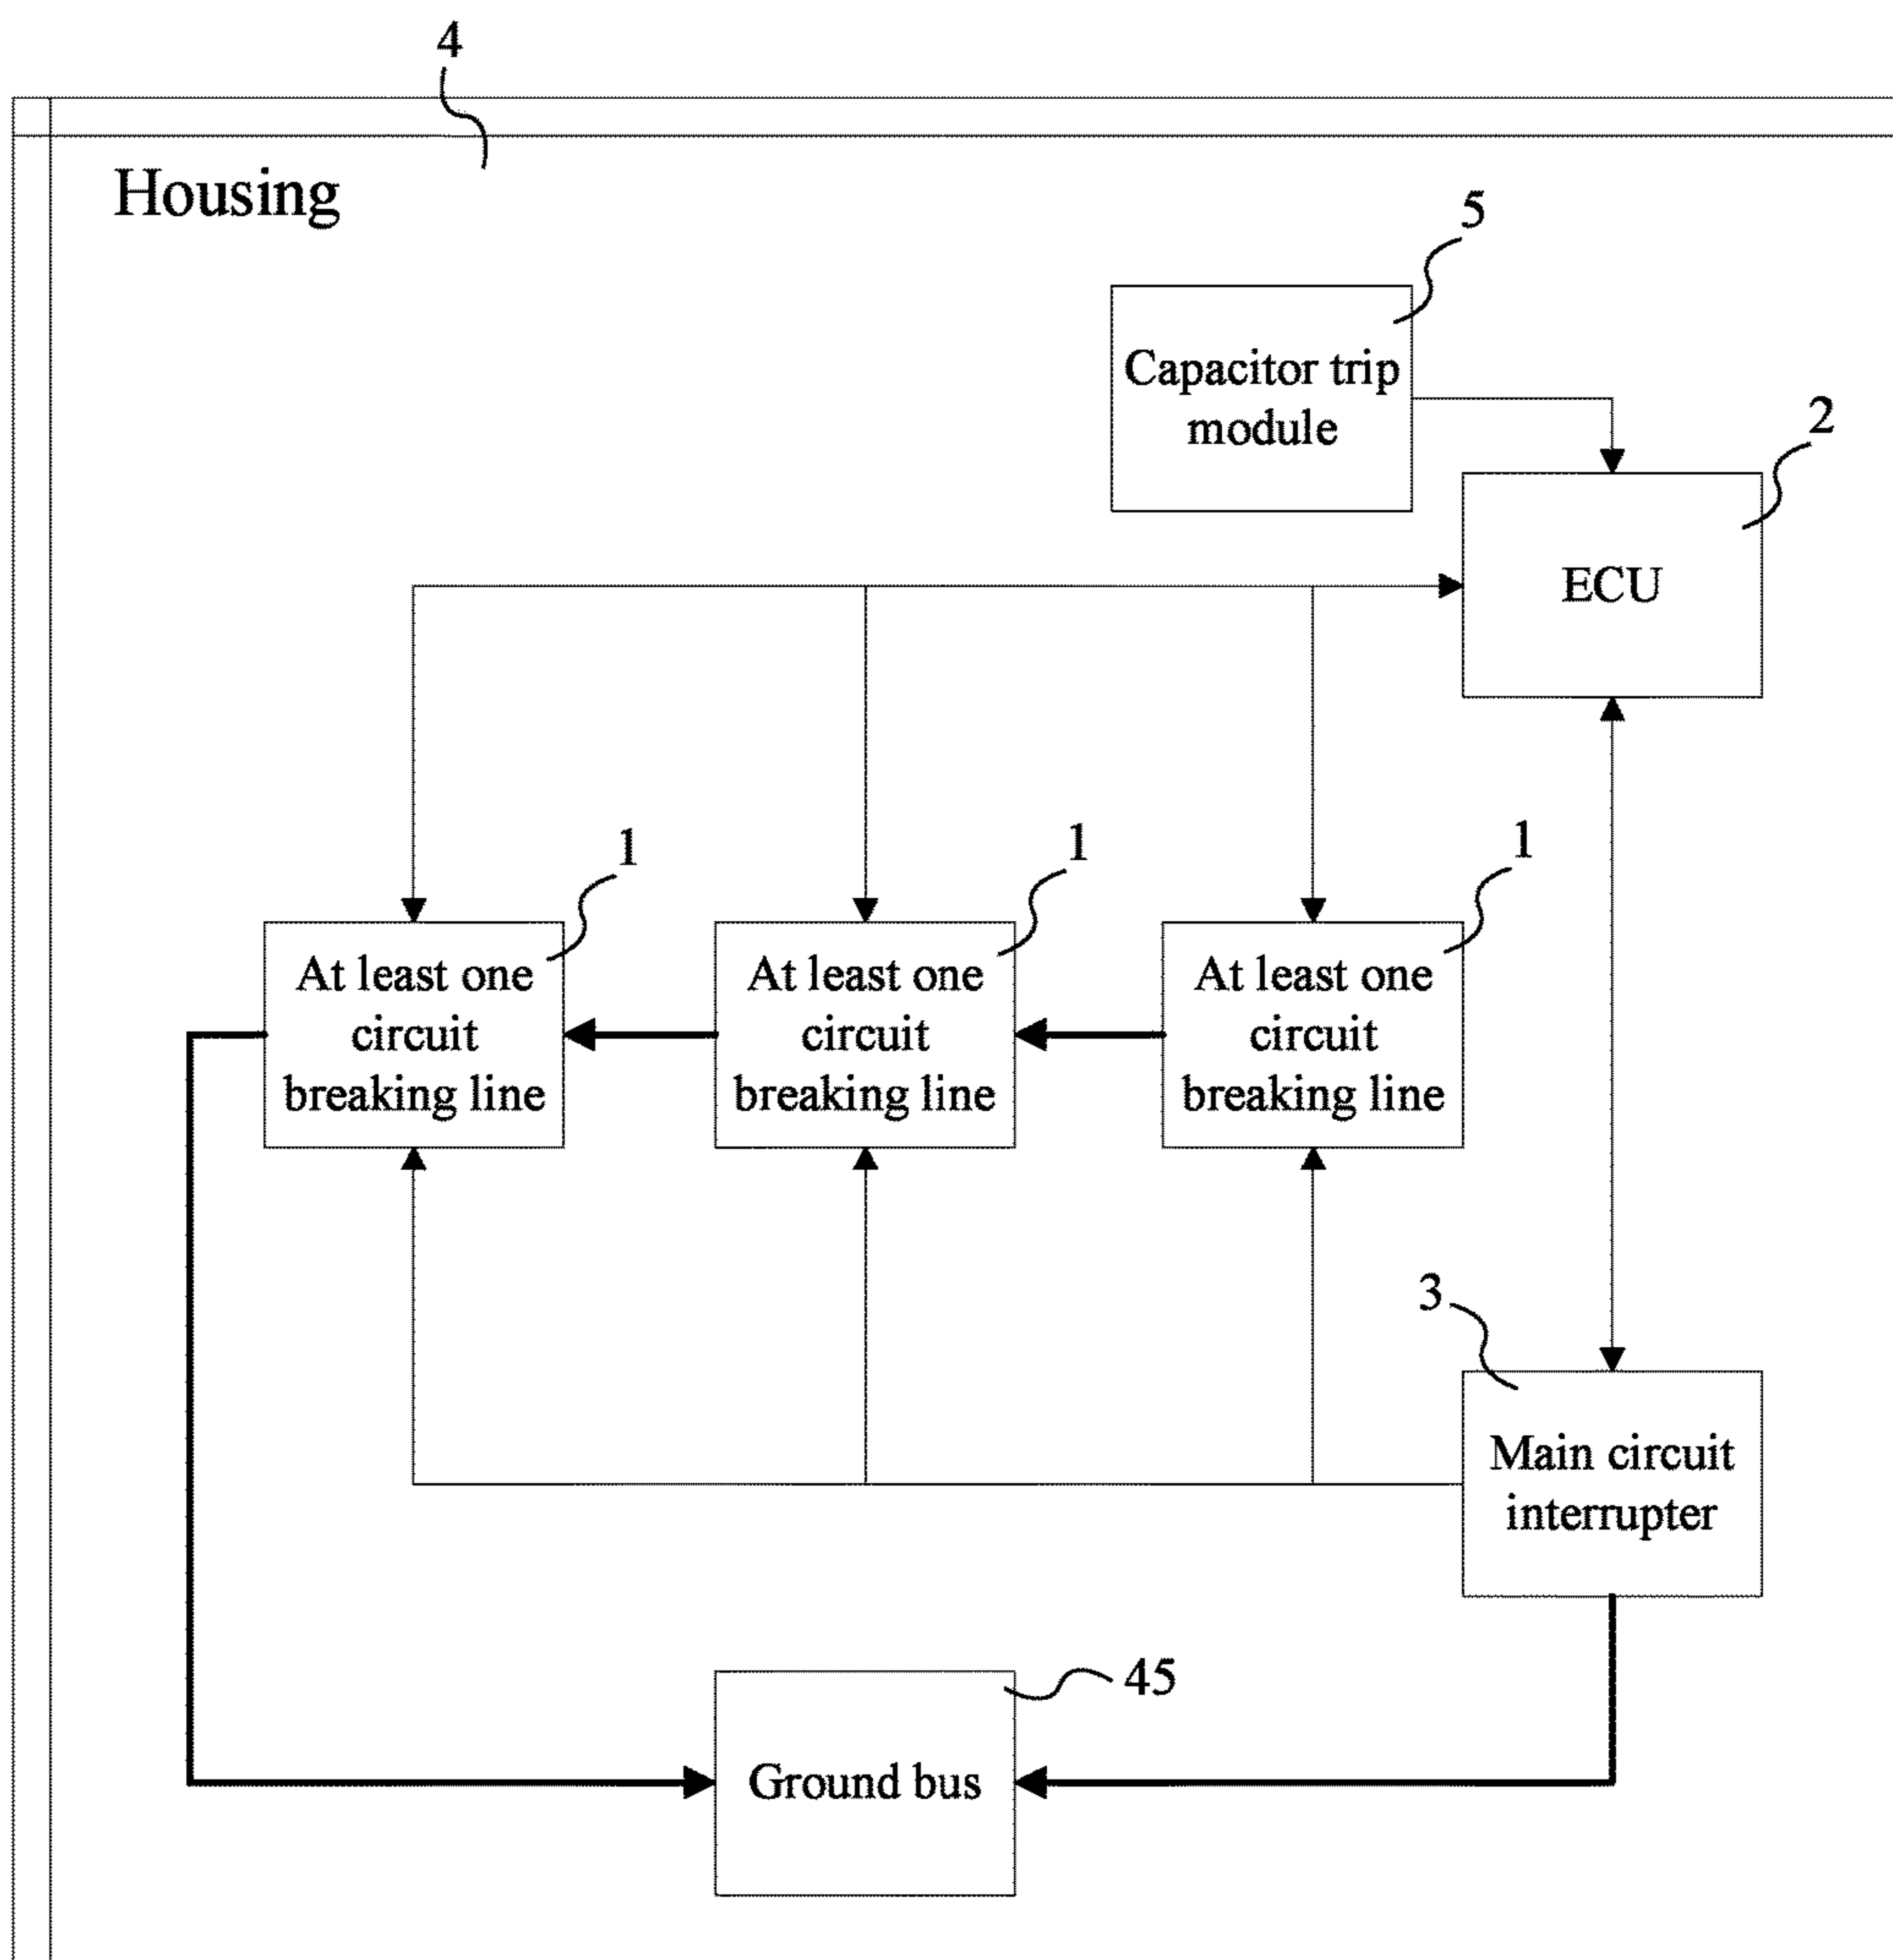 4
Housing
5
Capacitor trip
module
2
ECU
1
1
1
At least one
circuit
breaking line
At least one
circuit
breaking line
At least one
circuit
breaking line
3
Main circuit
interrupter
45
Ground bus